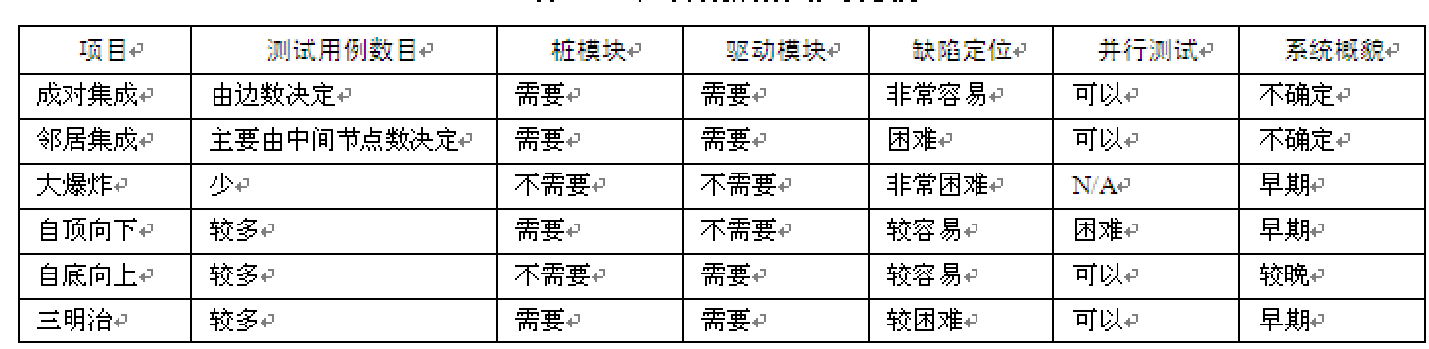 项目 测试用例数目 桩模块 驱动模块 缺陷定位 并行测试 系统概貌
成对集成 由边数决定 需要 需要 非常容易 可以 不确定
邻居集成 主要由中间节点数决定 需要 需要 困难 可以 不确定
大爆炸 少 不需要 不需要 非常困难 N/A 早期
自顶向下 较多 需要 不需要 较容易 困难 早期
自底向上 较多 不需要 需要 较容易 可以 较晚
三明治 较多 需要 需要 较困难 可以 早期